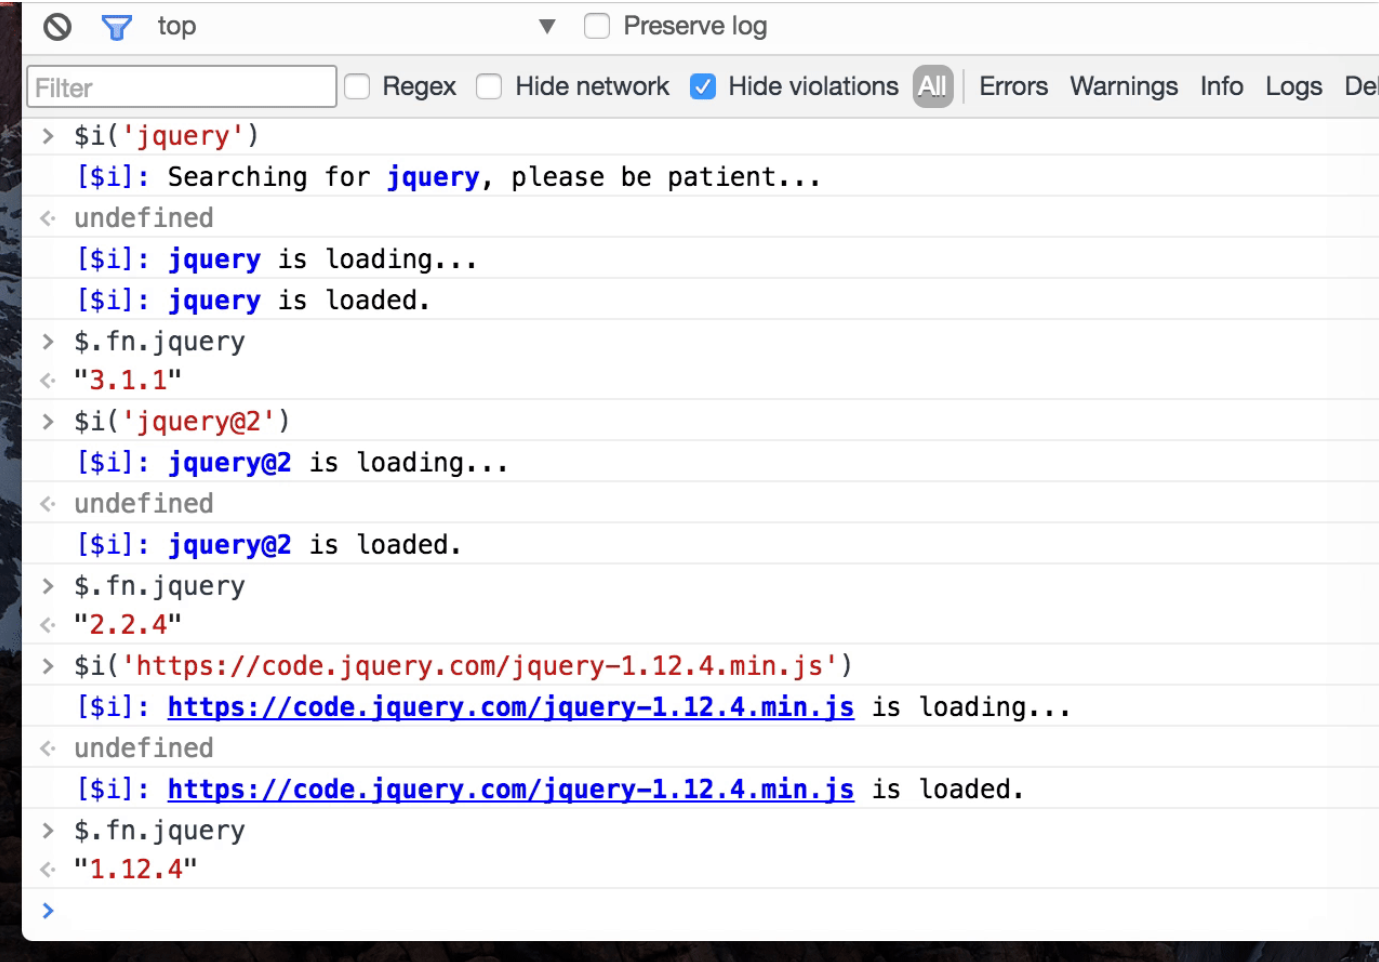 top ▼ Preserve log
Filter Regex Hide network Hide violations All Errors Warnings Info Logs
> $i('jquery')
[$i]: Searching for jquery, please be patient...
undefined
[$i]: jquery is loading...
[$i]: jquery is loaded.
> $.fn.jquery
"3.1.1"
> $i('jquery@2')
[$i]: jquery@2 is loading...
undefined
[$i]: jquery@2 is loaded.
> $.fn.jquery
"2.2.4"
> $i('https://code.jquery.com/jquery-1.12.4.min.js')
[$i]: https://code.jquery.com/jquery-1.12.4.min.js is loading...
undefined
[$i]: https://code.jquery.com/jquery-1.12.4.min.js is loaded.
> $.fn.jquery
"1.12.4"
>